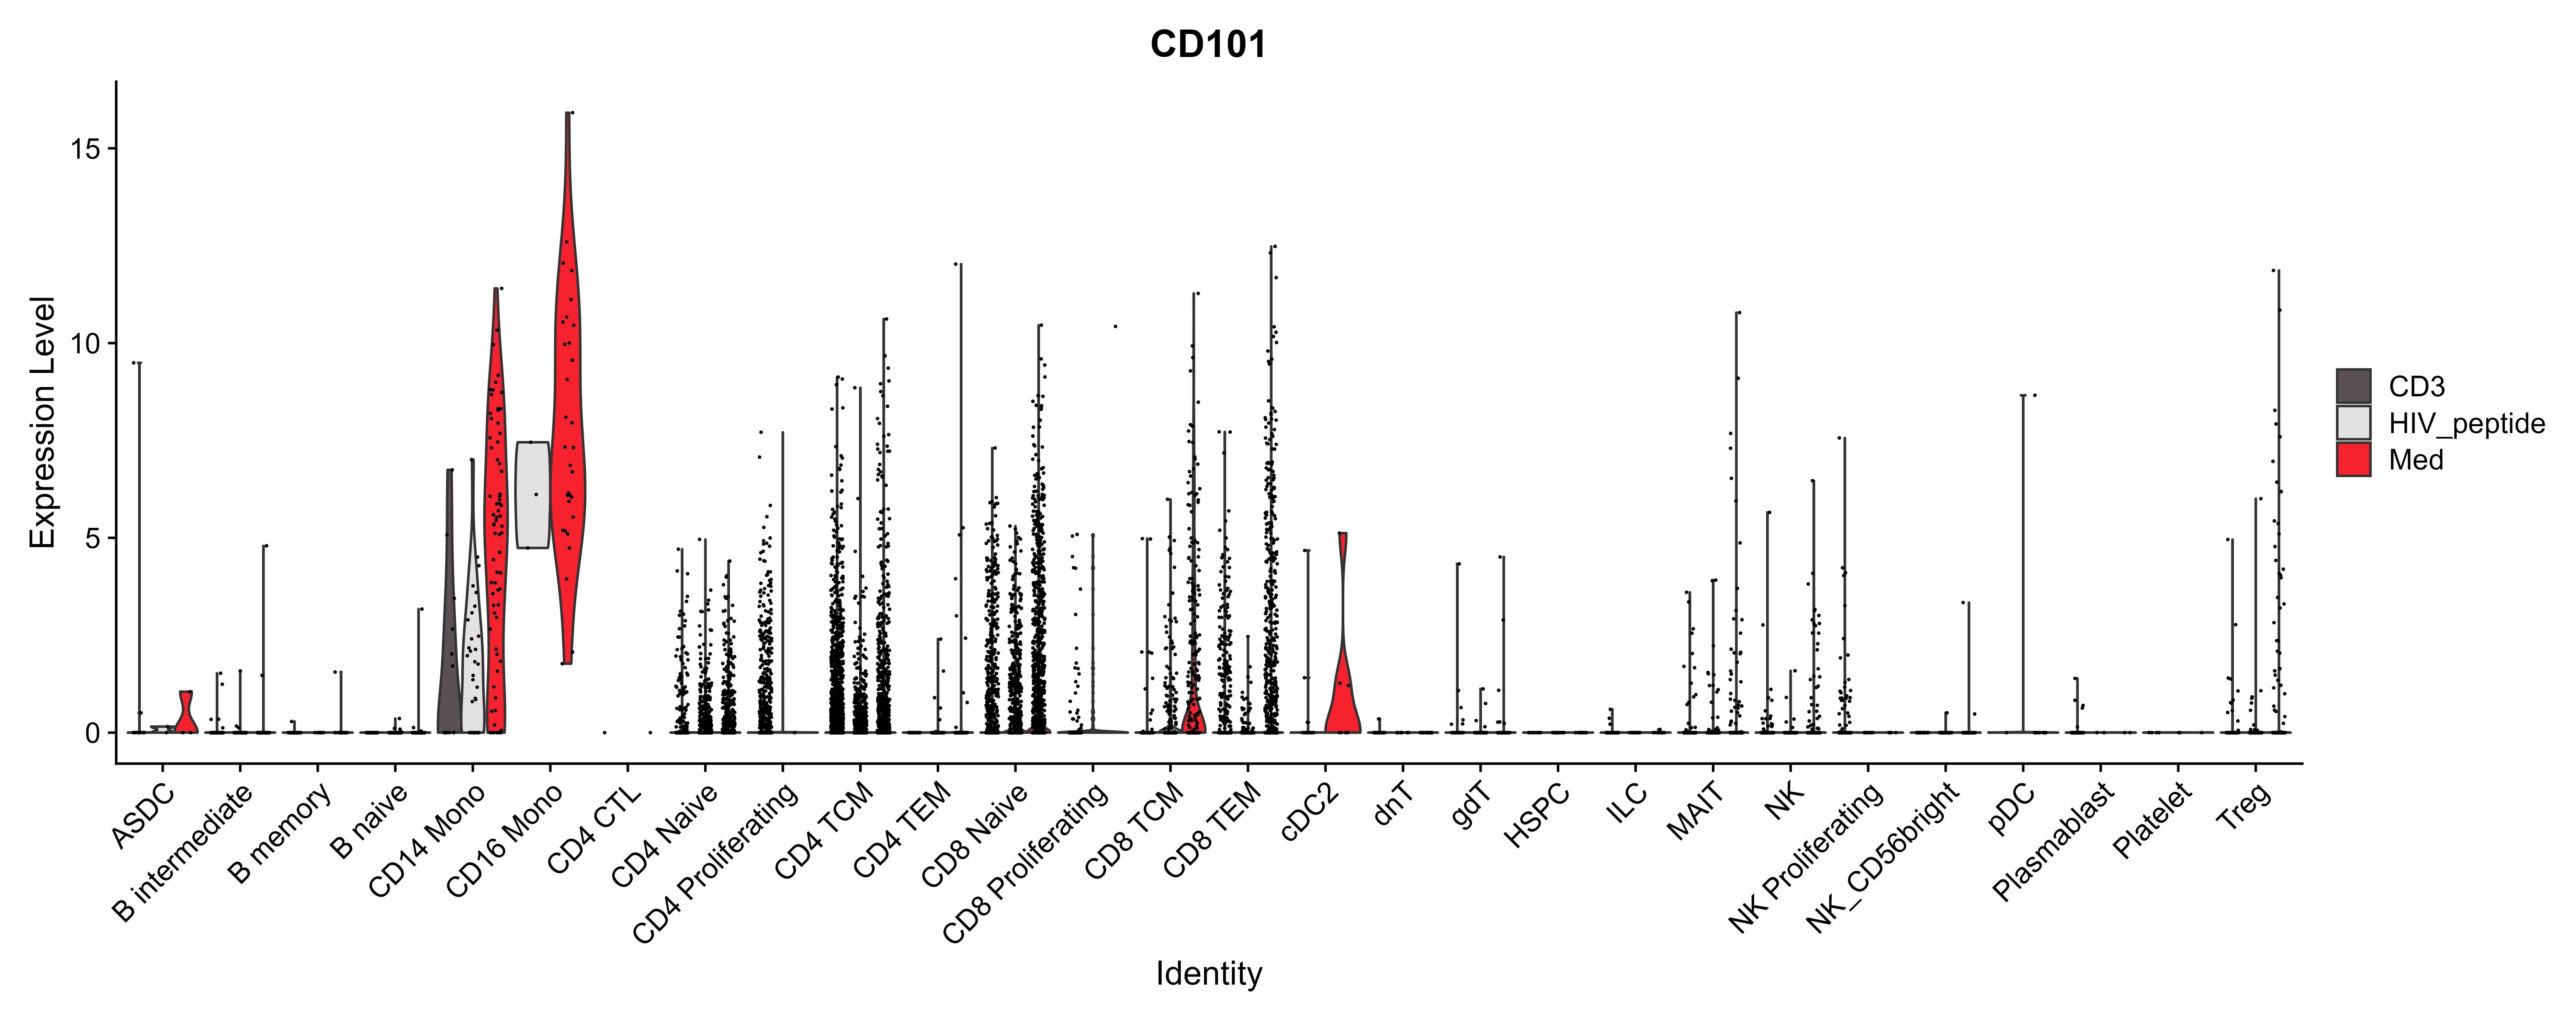 CD101
Expression Level
15
10
5
0
ASDC
B intermediate
B memory
B naive
CD14 Mono
CD16 Mono
CD4 CTL
CD4 Naive
CD4 Proliferating
CD4 TCM
CD4 TEM
CD8 Naive
CD8 Proliferating
CD8 TCM
CD8 TEM
cDC2
dnT
gdT
HSPC
ILC
MAIT
NK
NK Proliferating
NK_CD56bright
pDC
Plasmablast
Platelet
Treg
Identity
CD3
HIV_peptide
Med